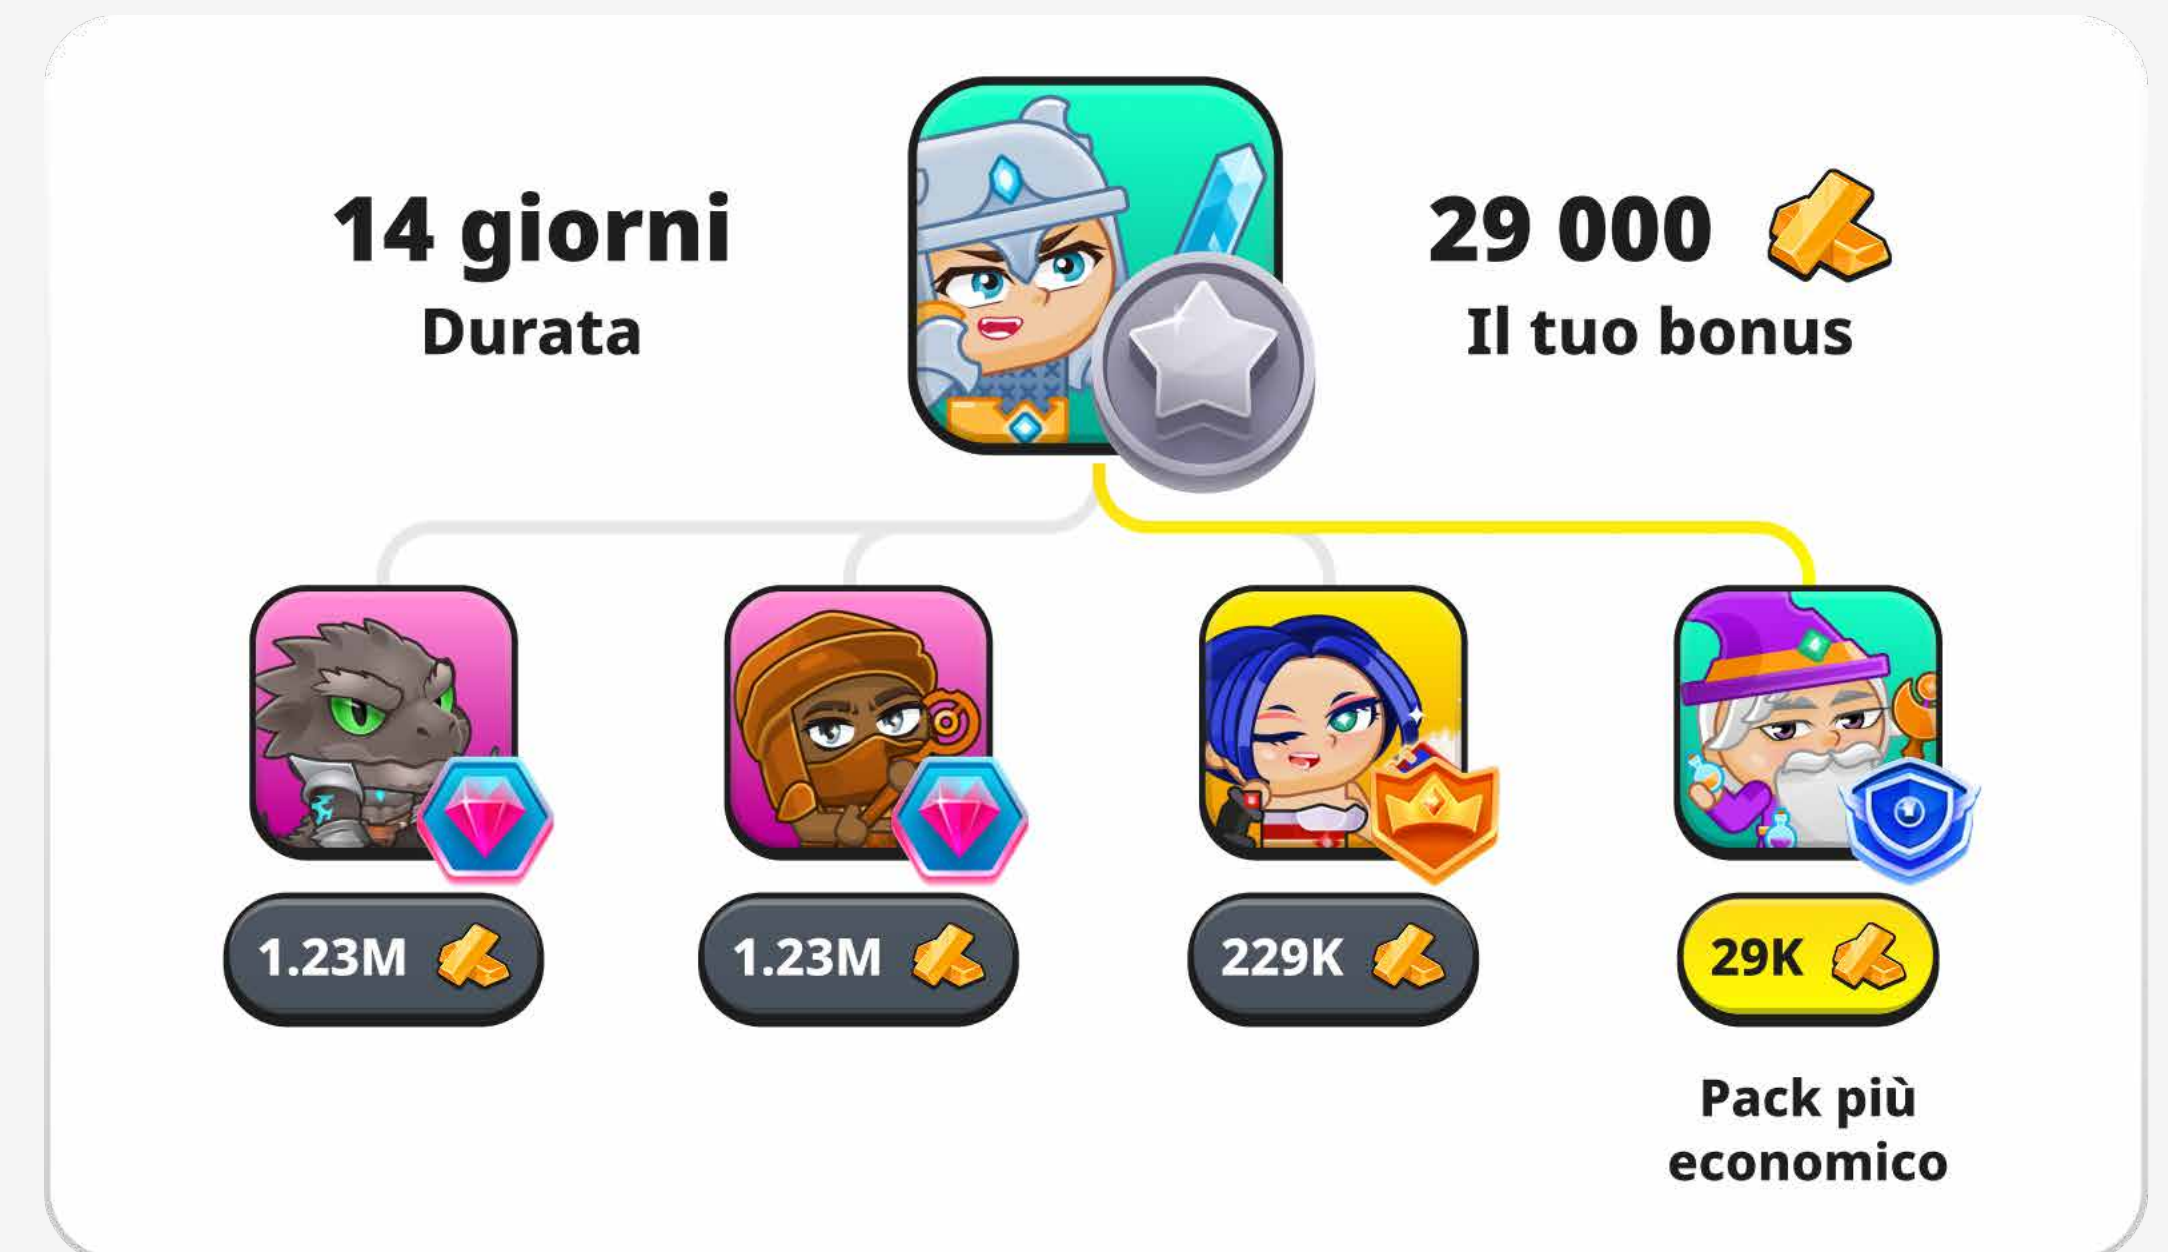 14 giorni
Durata
29 000
Il tuo bonus
1.23M
1.23M
229K
29K
Pack più
economico